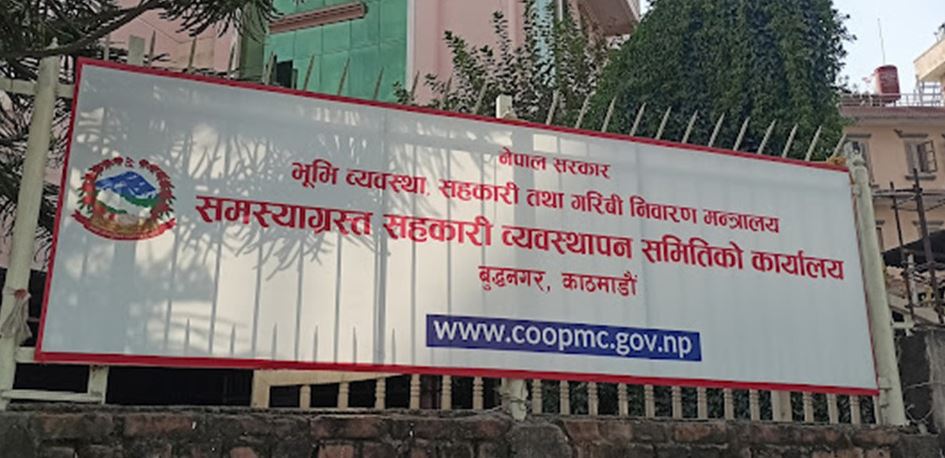 नेपाल सरकार
भूमि व्यवस्था, सहकारी तथा गरिबी निवारण मन्त्रालय
समस्याग्रस्त सहकारी व्यवस्थापन समितिको कार्यालय
बुद्धनगर, काठमाडौं
www.coopmc.gov.np